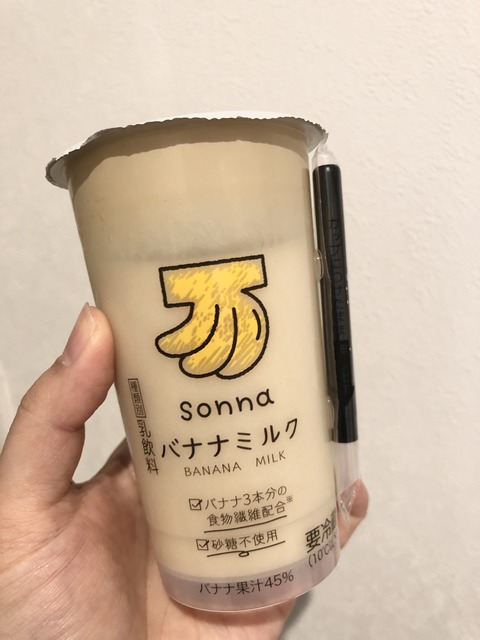 sonna
バナナミルク
BANANA MILK
種類別
乳飲料
バナナ3本分の
食物繊維配合※
砂糖不使用
要冷
(10℃
バナナ果汁45%